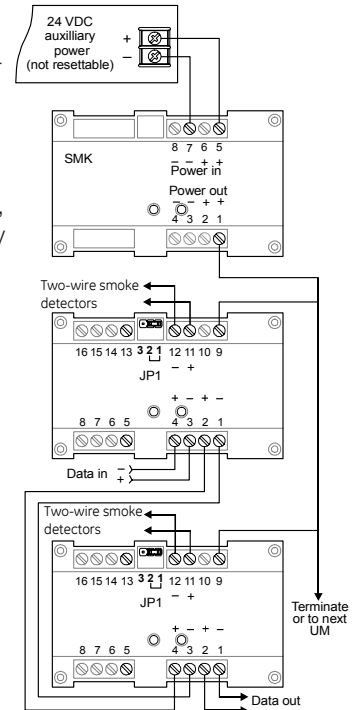 24 VDC
auxilliary
power
(not resettable)
+
–
8 7 6 5
– – + +
SMK
Power in
Power out
– – + +
4 3 2 1
Two-wire smoke
detectors
16 15 14 13 3 2 1 12 11 10 9
– +
JP1
+ – + –
8 7 6 5 4 3 2 1
Data in –
+
Two-wire smoke
detectors
16 15 14 13 3 2 1 12 11 10 9
– +
JP1
Terminate
or to next
UM
+ – + –
8 7 6 5 4 3 2 1
Data out